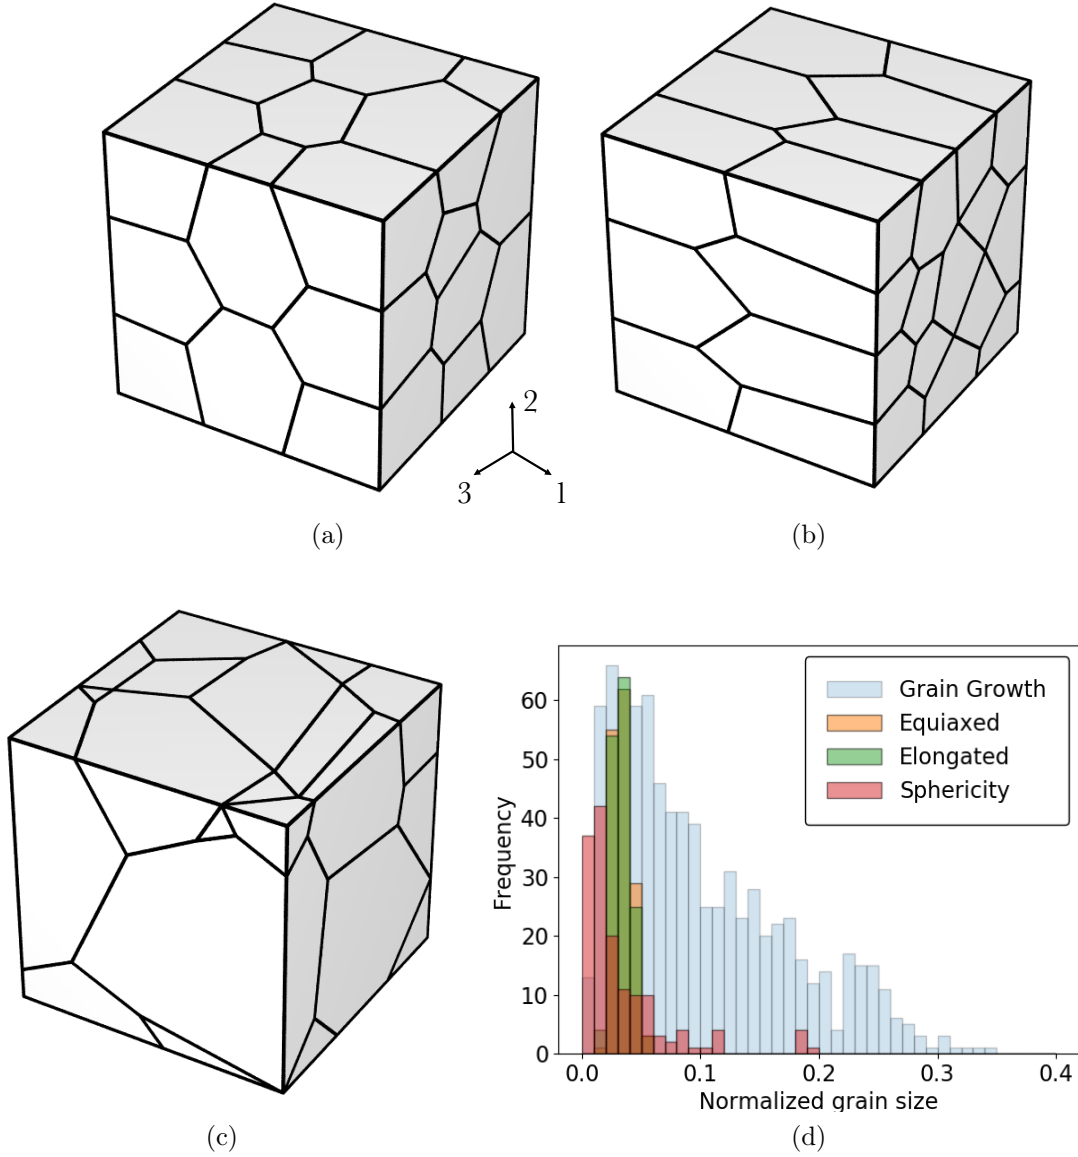 2
3 1
(a) (b)
Grain Growth
Equiaxed
Elongated
Sphericity
Frequency
60
50
40
30
20
10
0
0.0 0.1 0.2 0.3 0.4
Normalized grain size
(c) (d)